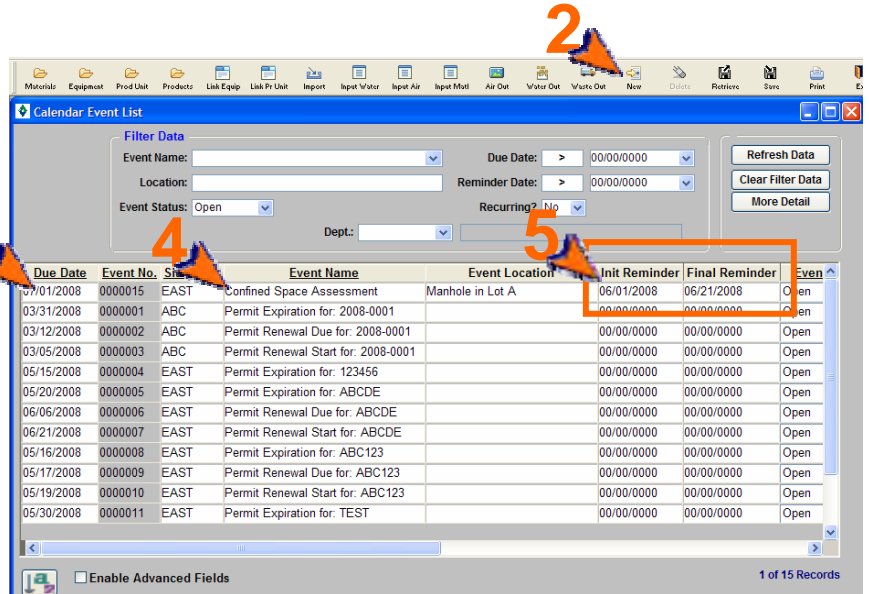 2
Materials Equipment Prod Unit Products Link Equip Link Pr Unit Import Input Water Input Air Input Matl Air Out Water Out Waste Out New Delete Retrieve Save Print Ex
Calendar Event List
Filter Data
Event Name: Due Date: > 00/00/0000 Refresh Data
Location: Reminder Date: > 00/00/0000 Clear Filter Data
Event Status: Open Recurring? No More Detail
Dept.:
4 5
Due Date Event No. Event Name Event Location Init Reminder Final Reminder Even
07/01/2008 0000015 EAST Confined Space Assessment Manhole in Lot A 06/01/2008 06/21/2008 Open
03/31/2008 0000001 ABC Permit Expiration for: 2008-0001 00/00/0000 00/00/0000 Open
03/12/2008 0000002 ABC Permit Renewal Due for: 2008-0001 00/00/0000 00/00/0000 Open
03/05/2008 0000003 ABC Permit Renewal Start for: 2008-0001 00/00/0000 00/00/0000 Open
05/15/2008 0000004 EAST Permit Expiration for: 123456 00/00/0000 00/00/0000 Open
05/20/2008 0000005 EAST Permit Expiration for: ABCDE 00/00/0000 00/00/0000 Open
06/06/2008 0000006 EAST Permit Renewal Due for: ABCDE 00/00/0000 00/00/0000 Open
06/21/2008 0000007 EAST Permit Renewal Start for: ABCDE 00/00/0000 00/00/0000 Open
05/16/2008 0000008 EAST Permit Expiration for: ABC123 00/00/0000 00/00/0000 Open
05/17/2008 0000009 EAST Permit Renewal Due for: ABC123 00/00/0000 00/00/0000 Open
05/19/2008 0000010 EAST Permit Renewal Start for: ABC123 00/00/0000 00/00/0000 Open
05/30/2008 0000011 EAST Permit Expiration for: TEST 00/00/0000 00/00/0000 Open
Enable Advanced Fields 1 of 15 Records